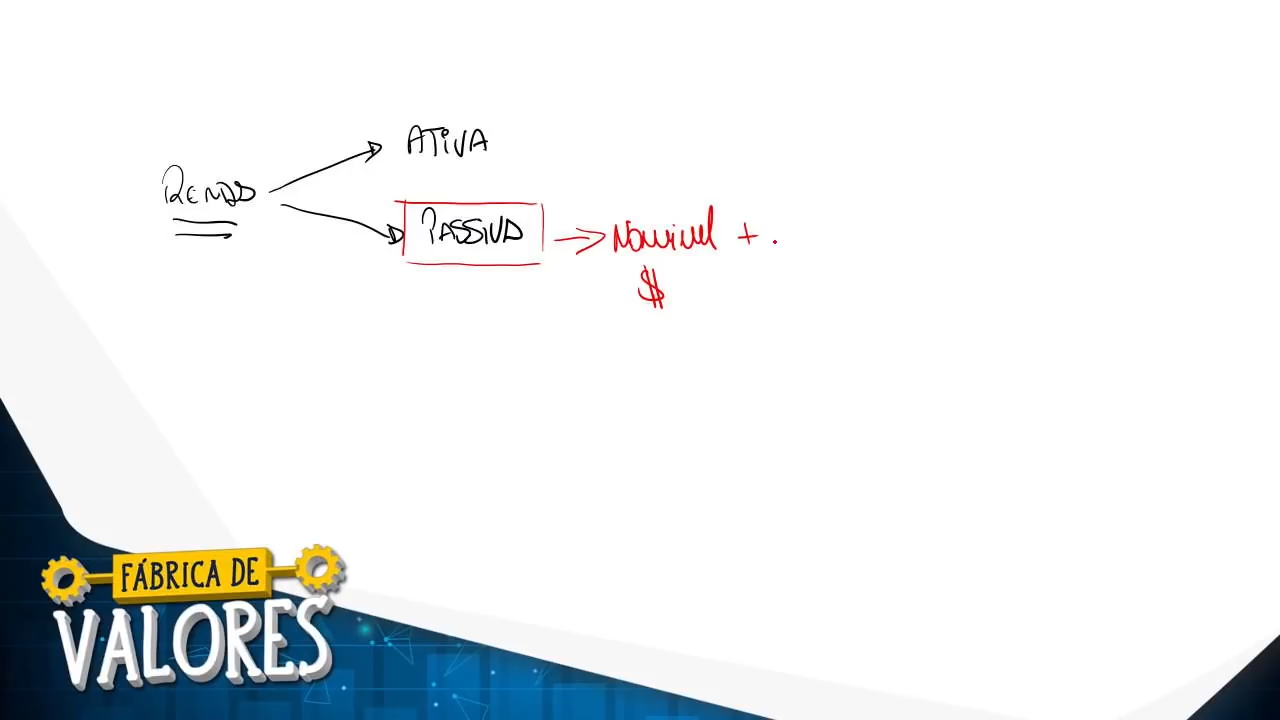 ATIVA
RENDA
PASSIVA → Nominal +
$
FÁBRICA DE
VALORES